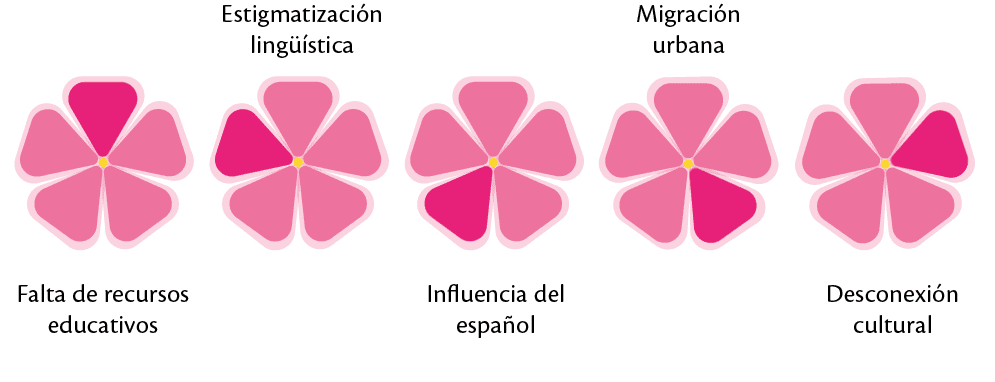 Estigmatización
lingüística
Migración
urbana
Falta de recursos
educativos
Influencia del
español
Desconexión
cultural